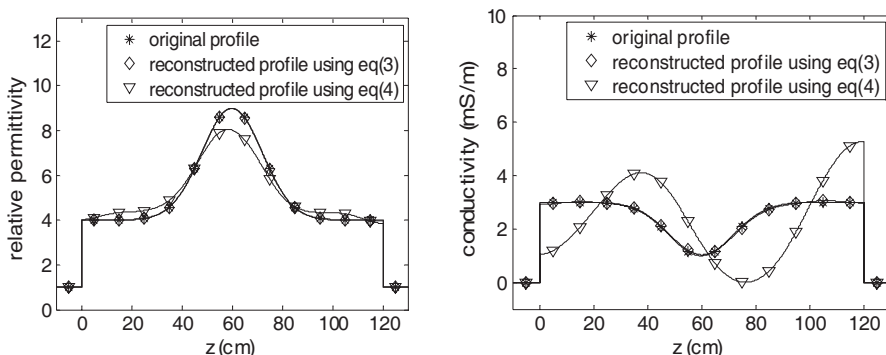 12
10
8
6
4
2
0
relative permittivity
original profile
reconstructed profile using eq(3)
reconstructed profile using eq(4)
0 20 40 60 80 100 120
z (cm)
10
8
6
4
2
0
conductivity (mS/m)
original profile
reconstructed profile using eq(3)
reconstructed profile using eq(4)
0 20 40 60 80 100 120
z (cm)